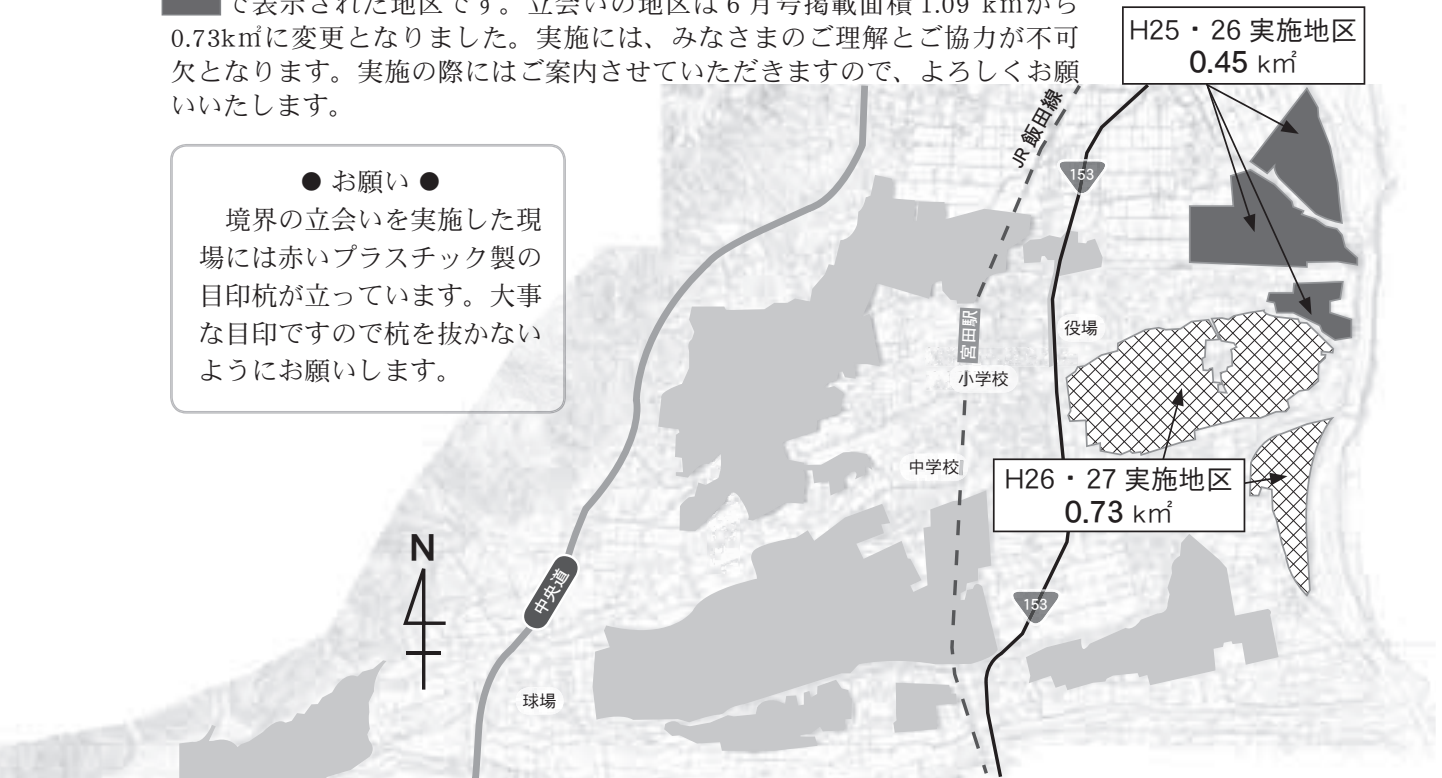 で表示された地区です。立会いの地区は 6 月号掲載面積 1.09 k㎡から
0.73k㎡に変更となりました。実施には、みなさまのご理解とご協力が不可
欠となります。実施の際にはご案内させていただきますので、よろしくお願
いいたします。
● お願い ●
境界の立会いを実施した現
場には赤いプラスチック製の
目印杭が立っています。大事
な目印ですので杭を抜かない
ようにお願いします。
H25・26 実施地区
0.45 k㎡
JR 飯田線
153
宮田駅
役場
小学校
中学校
H26・27 実施地区
0.73 k㎡
N
中央道
153
球場